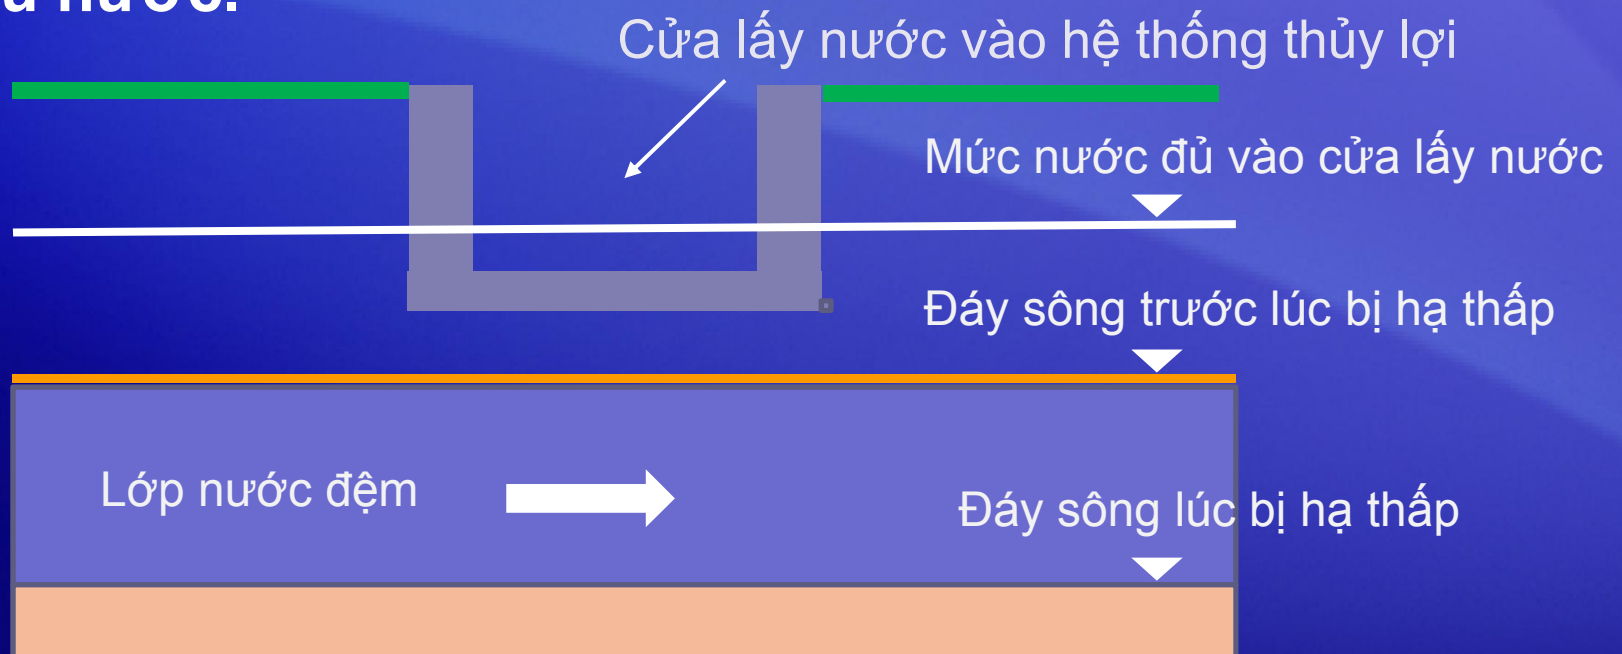 nước.
Cửa lấy nước vào hệ thống thủy lợi
Mức nước đủ vào cửa lấy nước
Đáy sông trước lúc bị hạ thấp
Lớp nước đệm
Đáy sông lúc bị hạ thấp